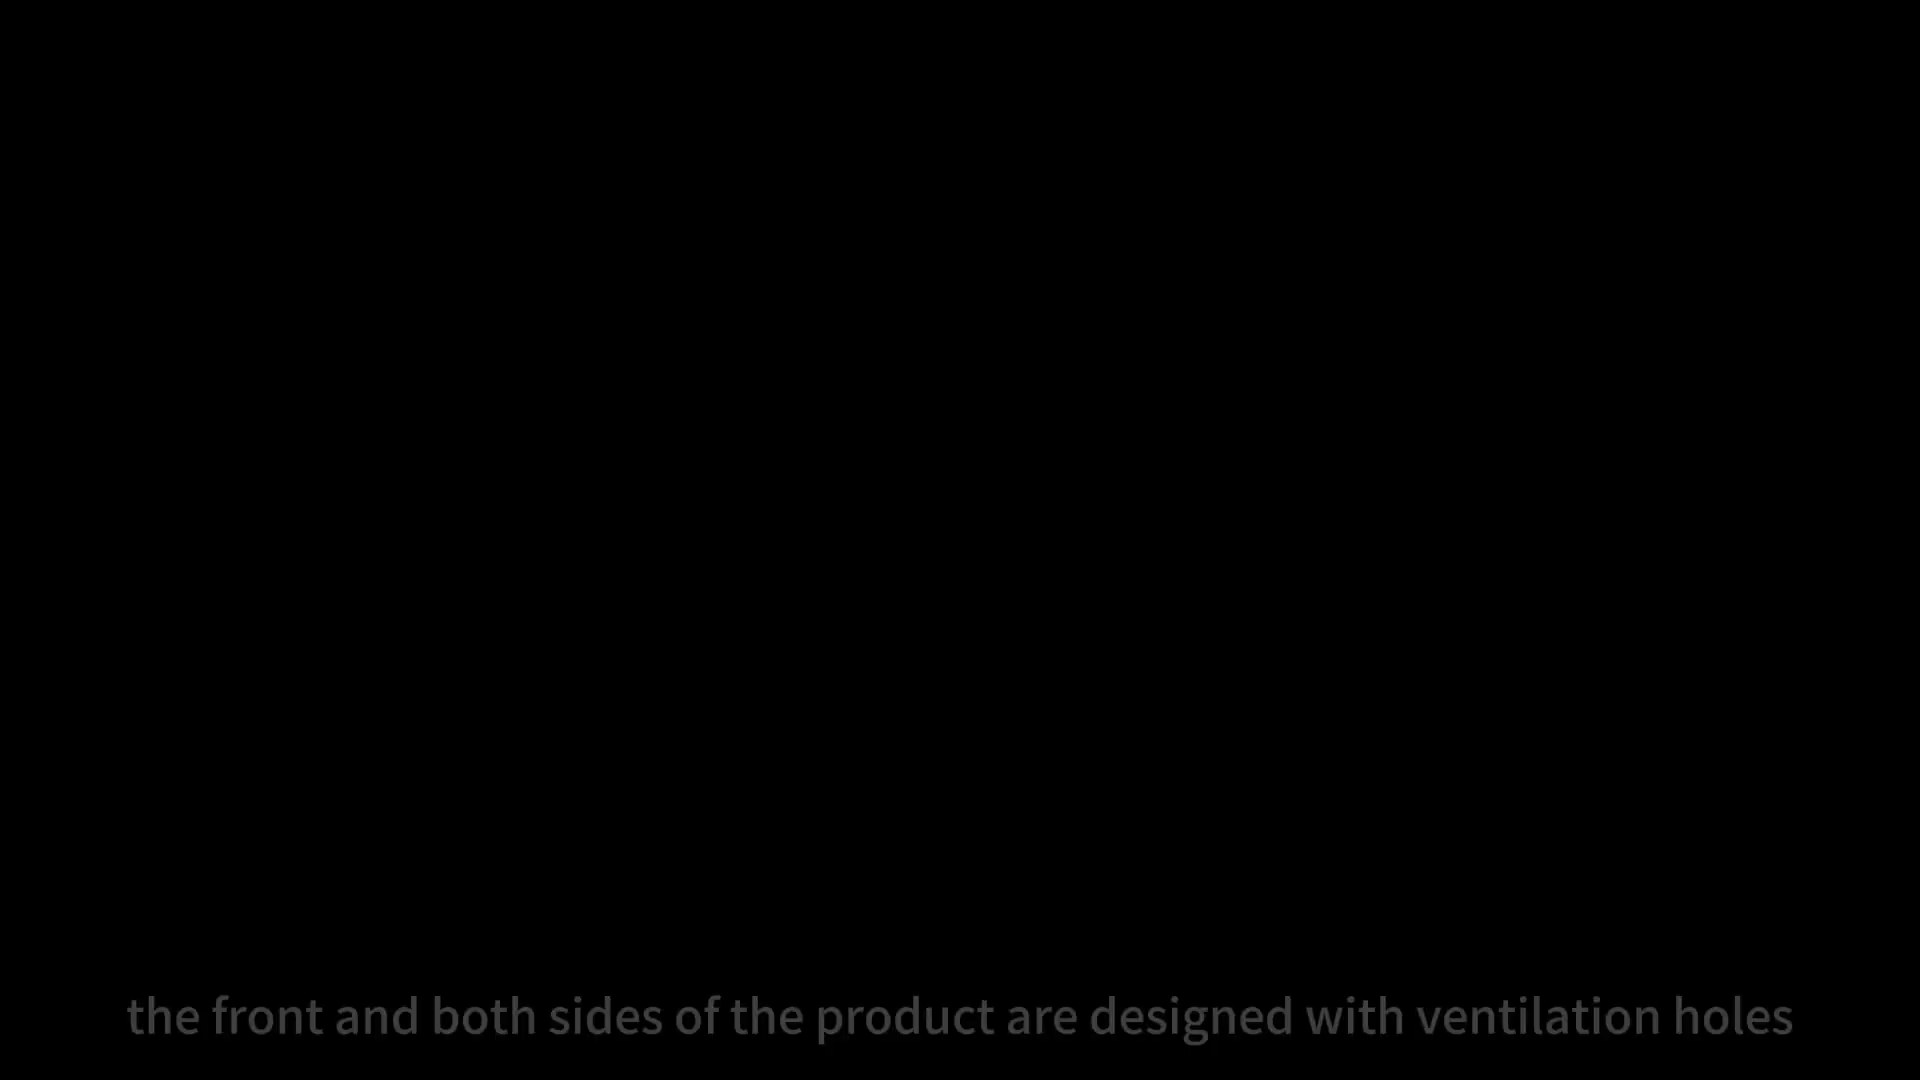 the front and both sides of the product are designed with ventilation holes